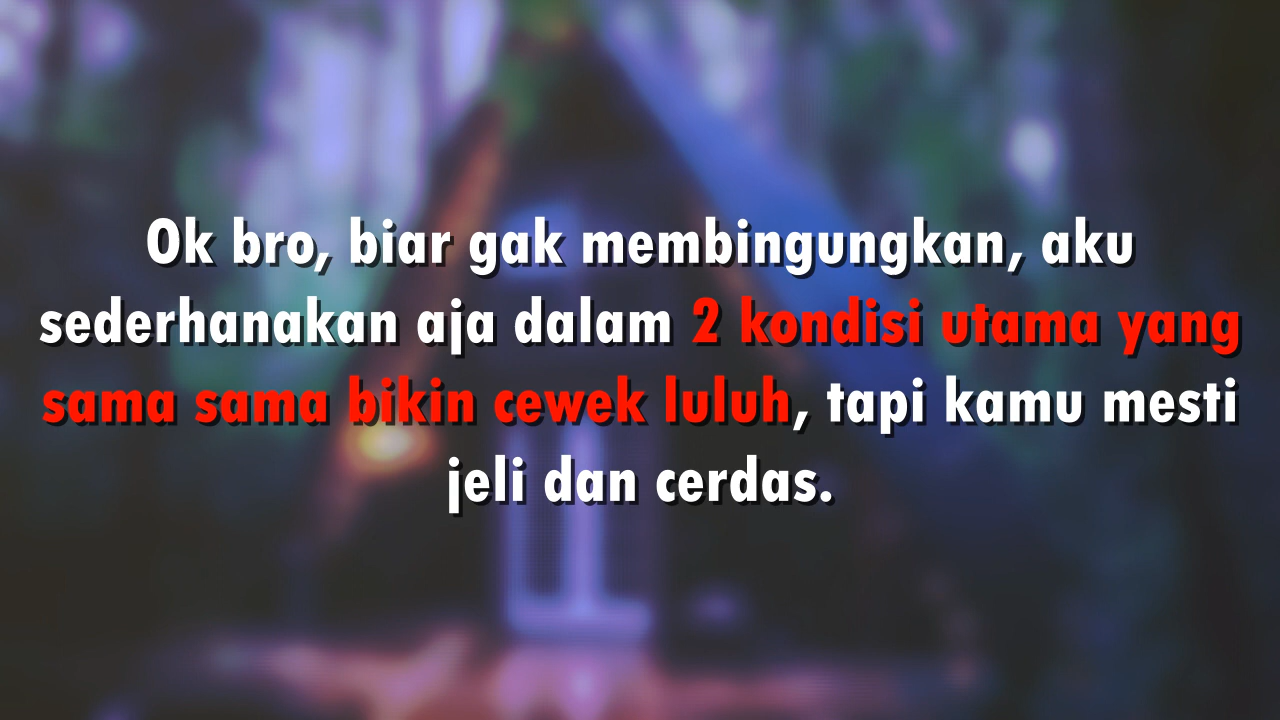 Ok bro, biar gak membingungkan, aku
sederhanakan aja dalam 2 kondisi utama yang
sama sama bikin cewek luluh, tapi kamu mesti
jeli dan cerdas.